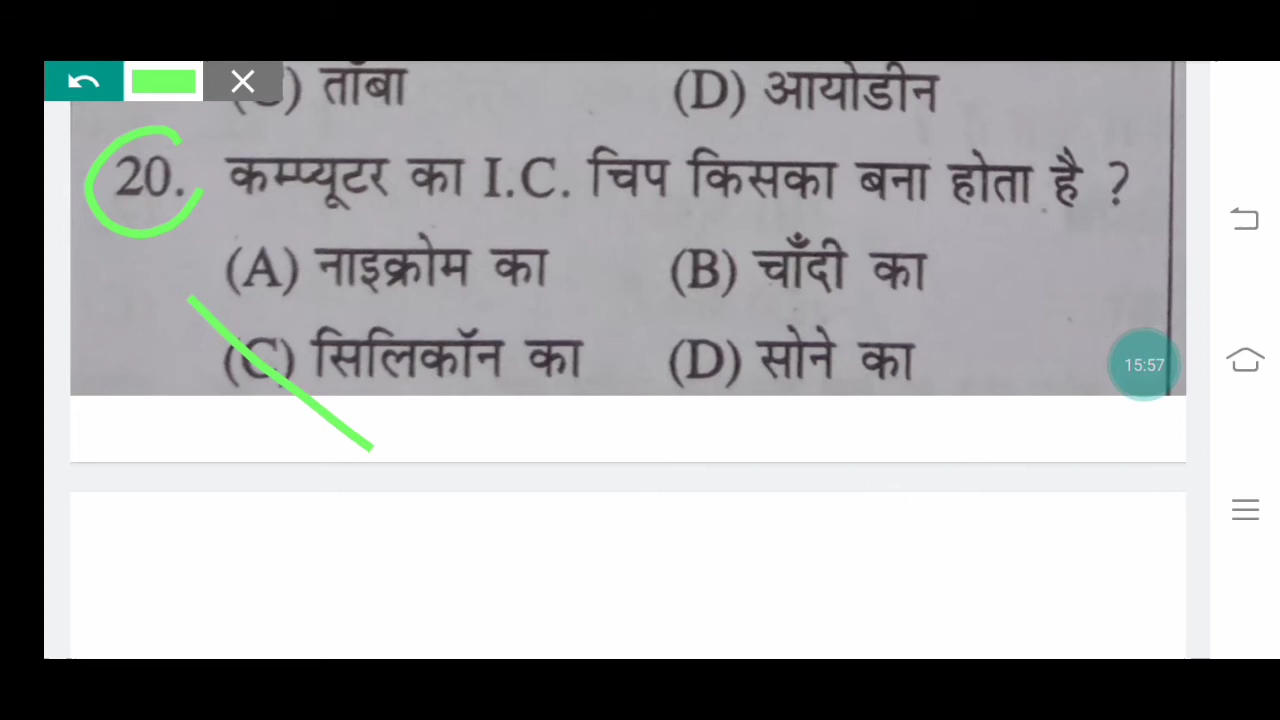 (C) ताँबा (D) आयोडीन
20. कम्प्यूटर का I.C. चिप किसका बना होता है ?
(A) नाइक्रोम का (B) चाँदी का
(C) सिलिकॉन का (D) सोने का
15:57